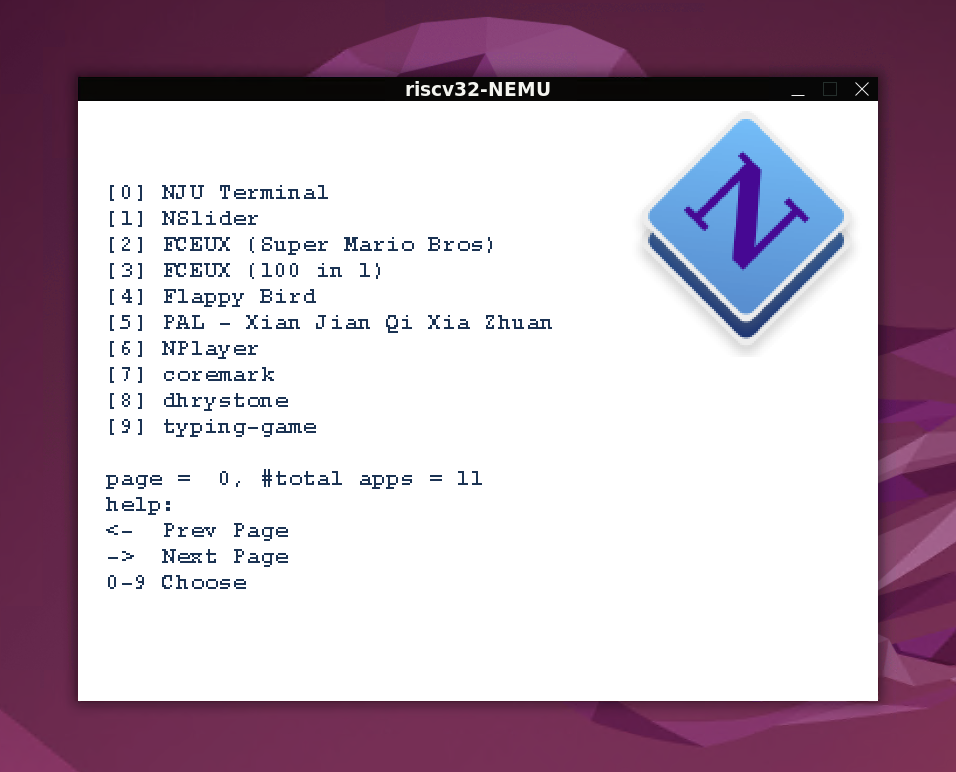 riscv32-NEMU
N
[0] NJU Terminal
[1] NSlider
[2] FCEUX (Super Mario Bros)
[3] FCEUX (100 in 1)
[4] Flappy Bird
[5] PAL - Xian Jian Qi Xia Zhuan
[6] NPlayer
[7] coremark
[8] dhrystone
[9] typing-game
page =  0, #total apps = 11
help:
<-  Prev Page
->  Next Page
0-9 Choose